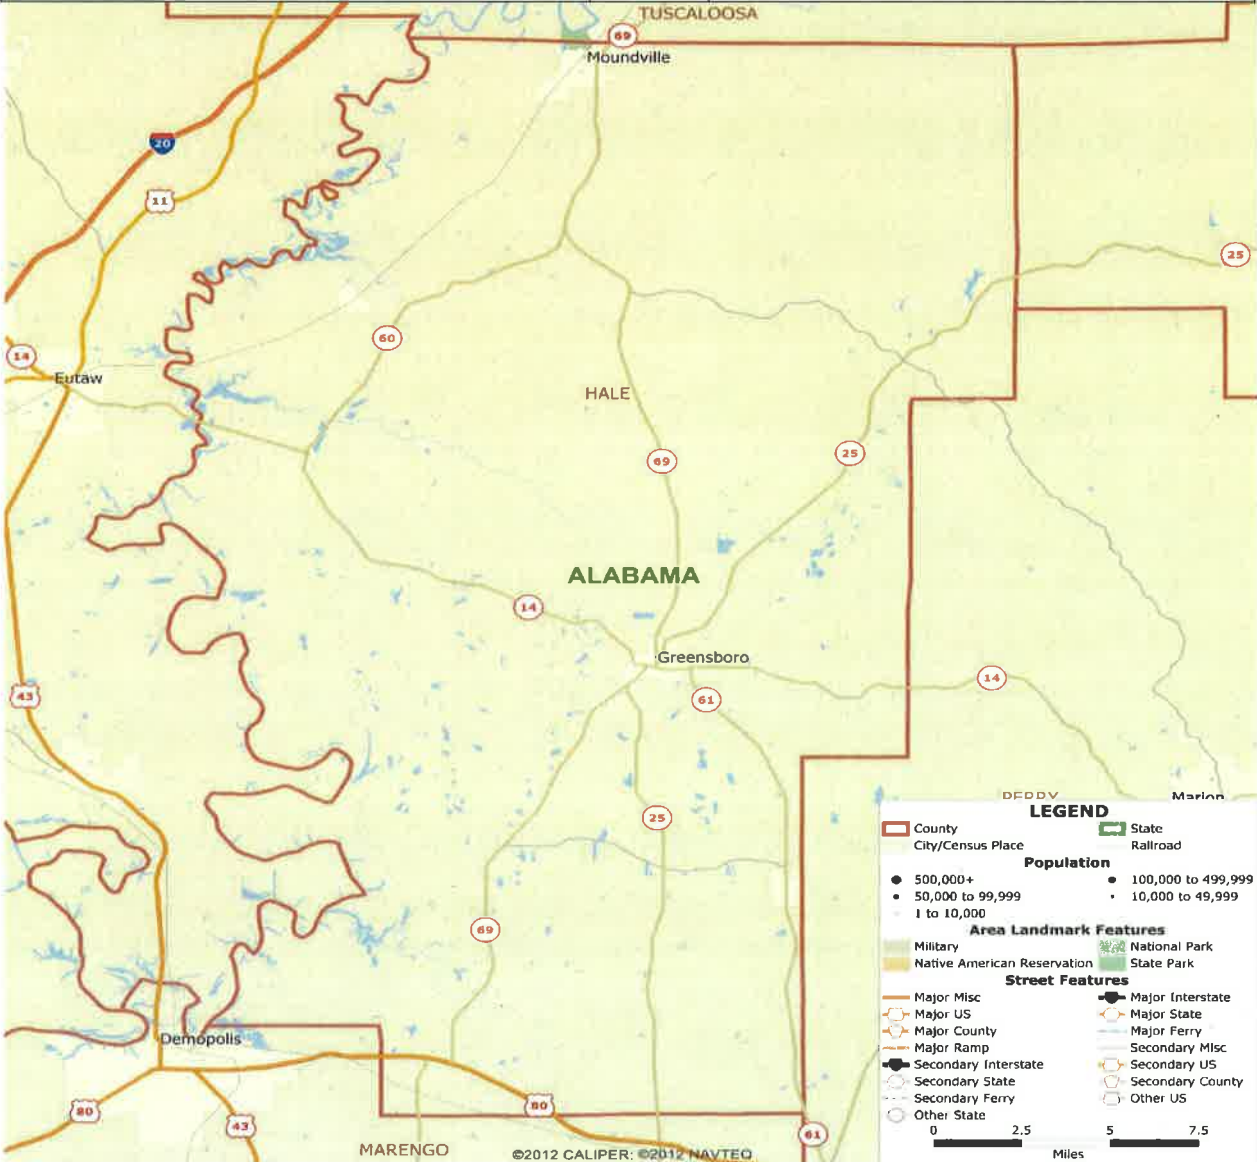 TUSCALOOSA
69
Moundville
20
11
25
60
14
Eutaw
HALE
69
25
ALABAMA
14
Greensboro
14
61
43
25
PERRY
Marion
69
Demopolis
80
43
80
61
MARENGO
©2012 CALIPER; ©2012 NAVTEQ
LEGEND
County State
City/Census Place Railroad
Population
500,000+ 100,000 to 499,999
50,000 to 99,999 10,000 to 49,999
1 to 10,000
Area Landmark Features
Military National Park
Native American Reservation State Park
Street Features
Major Misc Major Interstate
Major US Major State
Major County Major Ferry
Major Ramp Secondary Misc
Secondary Interstate Secondary US
Secondary State Secondary County
Secondary Ferry Other US
Other State
0 2.5 5 7.5
Miles